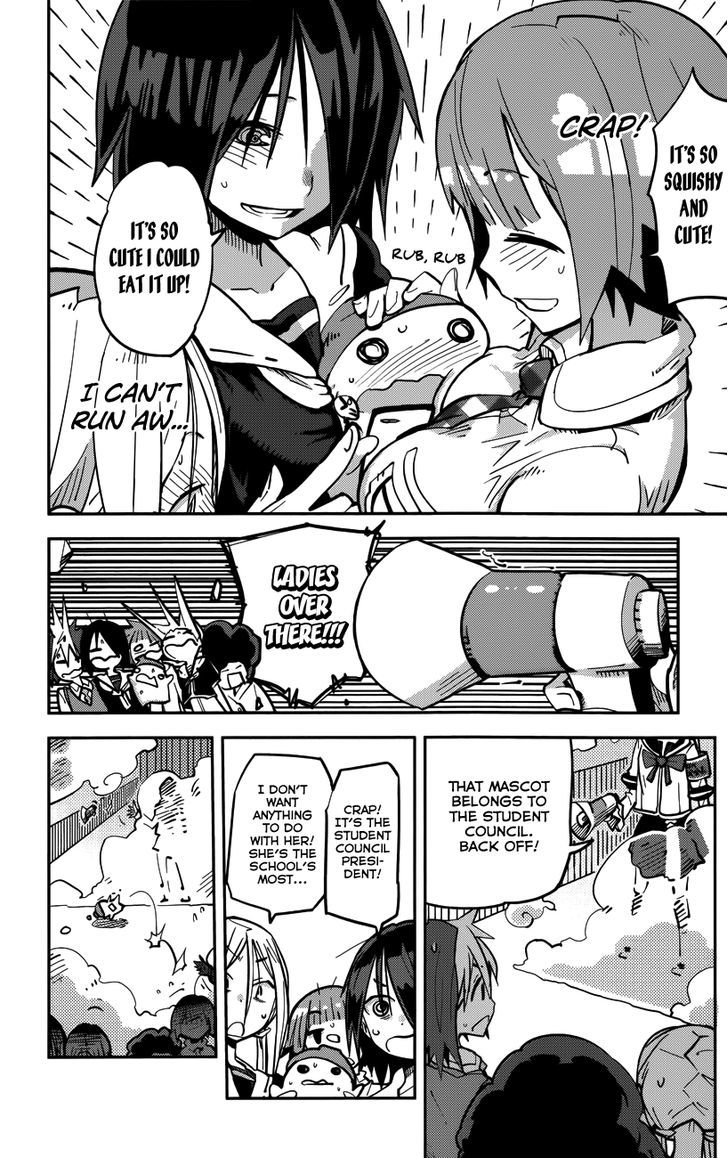 CRAP!
IT'S SO
SQUISHY
AND
CUTE!
RUB, RUB
IT'S SO
CUTE I COULD
EAT IT UP!
I CAN'T
RUN AW...
LADIES
OVER
THERE!!!
THAT MASCOT
BELONGS TO
THE STUDENT
COUNCIL.
BACK OFF!
CRAP!
IT'S THE
STUDENT
COUNCIL
PRESI-
DENT!
I DON'T
WANT
ANYTHING
TO DO
WITH HER!
SHE'S THE
SCHOOL'S
MOST...